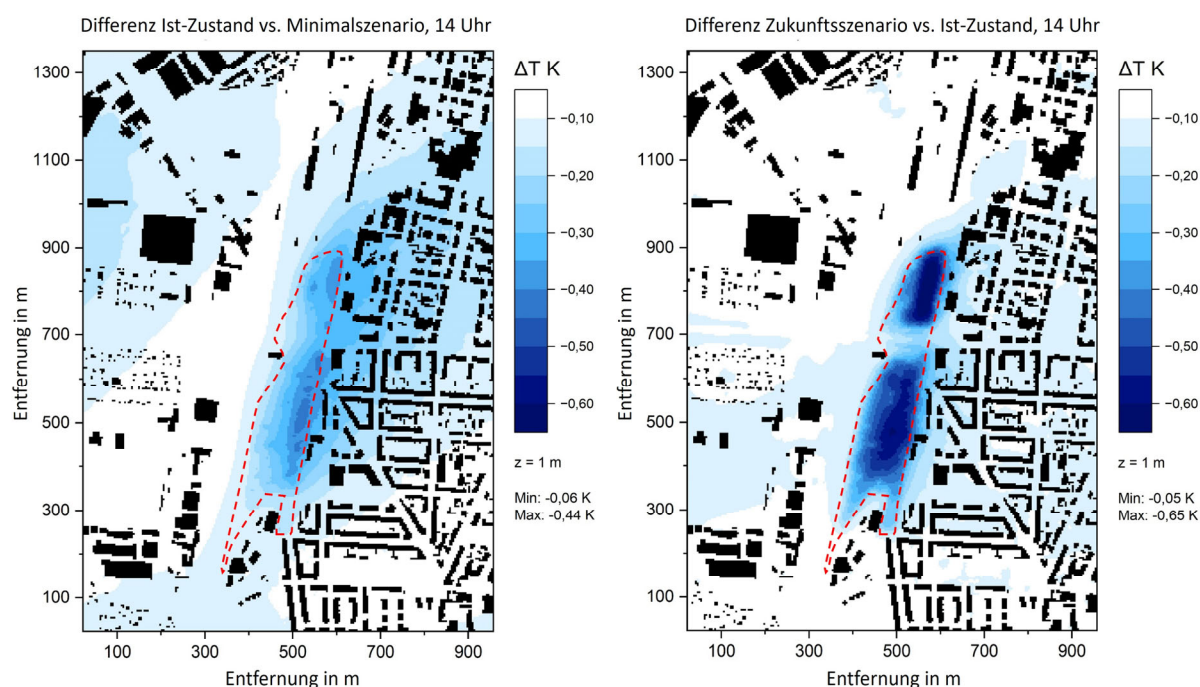 Differenz Ist-Zustand vs. Minimalszenario, 14 Uhr
1300
1100
900
700
500
300
100
Entfernung in m
100
300
500
700
900
Entfernung in m
ΔT K
−0,10
−0,20
−0,30
−0,40
−0,50
−0,60
z = 1 m
Min: -0,06 K
Max: -0,44 K
Differenz Zukunftsszenario vs. Ist-Zustand, 14 Uhr
1300
1100
900
700
500
300
100
Entfernung in m
100
300
500
700
900
Entfernung in m
ΔT K
−0,10
−0,20
−0,30
−0,40
−0,50
−0,60
z = 1 m
Min: -0,05 K
Max: -0,65 K